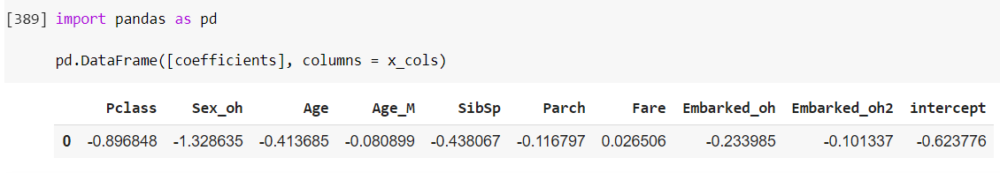 [389] import pandas as pd
pd.DataFrame([coefficients], columns = x_cols)
Pclass Sex_oh Age Age_M SibSp Parch Fare Embarked_oh Embarked_oh2 intercept
0 -0.896848 -1.328635 -0.413685 -0.080899 -0.438067 -0.116797 0.026506 -0.233985 -0.101337 -0.623776